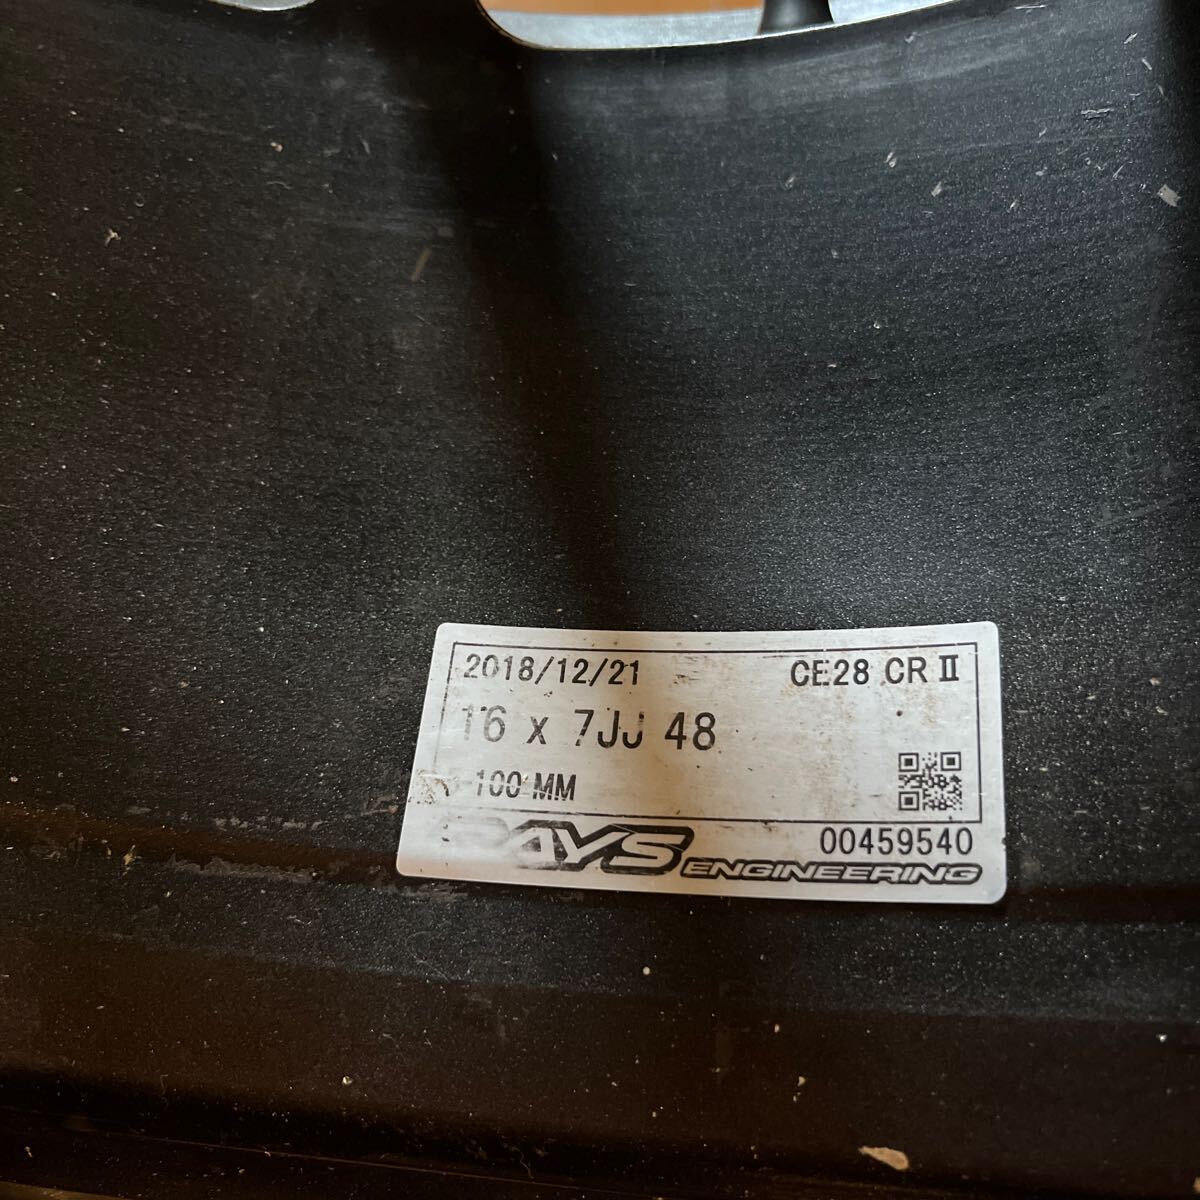 2018/12/21 CE28 CR Ⅱ
16 x 7JJ 48
-100 MM
RAYS ENGINEERING 00459540